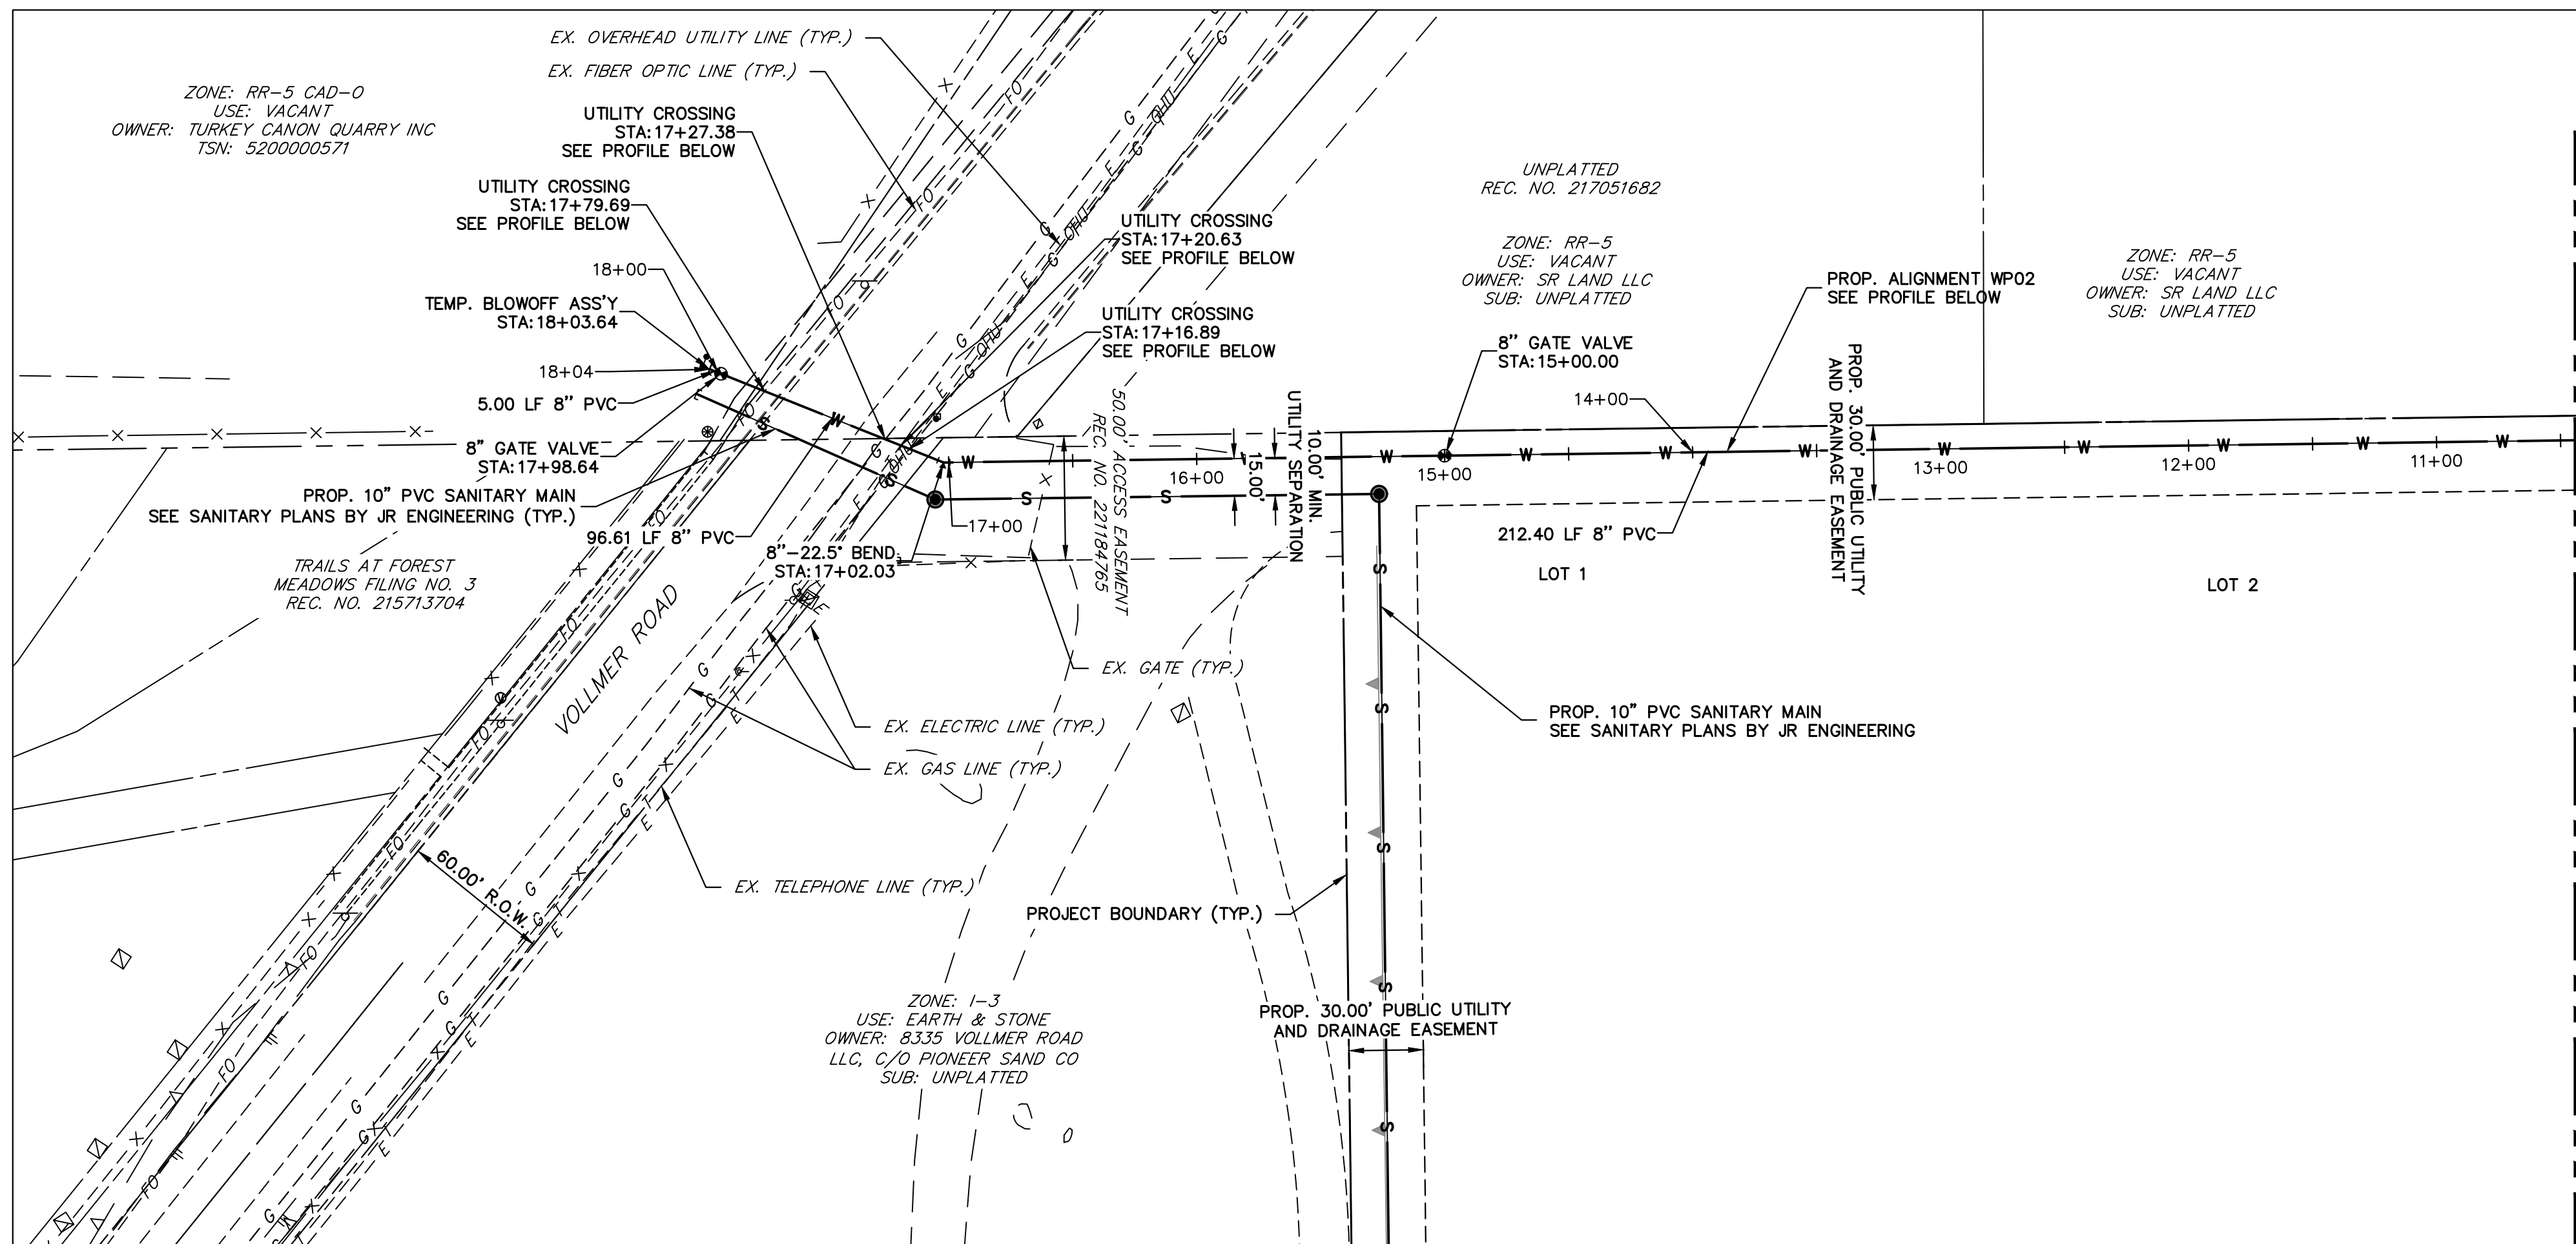 EX. OVERHEAD UTILITY LINE (TYP.)
EX. FIBER OPTIC LINE (TYP.)
ZONE: RR-5 CAD-O
USE: VACANT
OWNER: TURKEY CANON QUARRY INC
TSN: 5200000571
UTILITY CROSSING
STA:17+27.38
SEE PROFILE BELOW
UTILITY CROSSING
STA:17+79.69
SEE PROFILE BELOW
18+00
TEMP. BLOWOFF ASS'Y
STA:18+03.64
18+04
5.00 LF 8" PVC
8" GATE VALVE
STA:17+98.64
PROP. 10" PVC SANITARY MAIN
SEE SANITARY PLANS BY JR ENGINEERING (TYP.)
96.61 LF 8" PVC
8"-22.5° BEND
STA:17+02.03
TRAILS AT FOREST
MEADOWS FILING NO. 3
REC. NO. 215713704
VOLLMER ROAD
60.00' R.O.W.
UTILITY CROSSING
STA:17+20.63
SEE PROFILE BELOW
UTILITY CROSSING
STA:17+16.89
SEE PROFILE BELOW
50.00' ACCESS EASEMENT
REC. NO. 221184765
17+00
16+00
15.00'
10.00' MIN.
UTILITY SEPARATION
UNPLATTED
REC. NO. 217051682
ZONE: RR-5
USE: VACANT
OWNER: SR LAND LLC
SUB: UNPLATTED
8" GATE VALVE
STA:15+00.00
15+00
14+00
PROP. ALIGNMENT WP02
SEE PROFILE BELOW
PROP. 30.00' PUBLIC UTILITY
AND DRAINAGE EASEMENT
ZONE: RR-5
USE: VACANT
OWNER: SR LAND LLC
SUB: UNPLATTED
13+00
12+00
11+00
212.40 LF 8" PVC
LOT 1
LOT 2
EX. GATE (TYP.)
EX. ELECTRIC LINE (TYP.)
EX. GAS LINE (TYP.)
EX. TELEPHONE LINE (TYP.)
PROP. 10" PVC SANITARY MAIN
SEE SANITARY PLANS BY JR ENGINEERING
PROJECT BOUNDARY (TYP.)
ZONE: I-3
USE: EARTH & STONE
OWNER: 8335 VOLLMER ROAD
LLC, C/O PIONEER SAND CO
SUB: UNPLATTED
PROP. 30.00' PUBLIC UTILITY
AND DRAINAGE EASEMENT